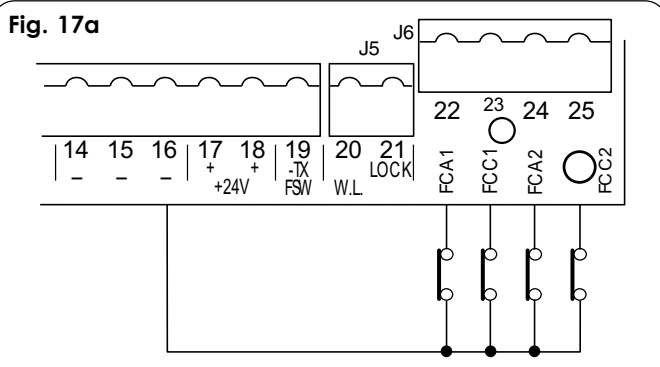 Fig. 17a
J6
J5
22 23 24 25
14 15 16 17 18 19 20 21
– – – + + -TX LOCK
+24V FSW W.L.
FCA1 FCC1 FCA2 FCC2